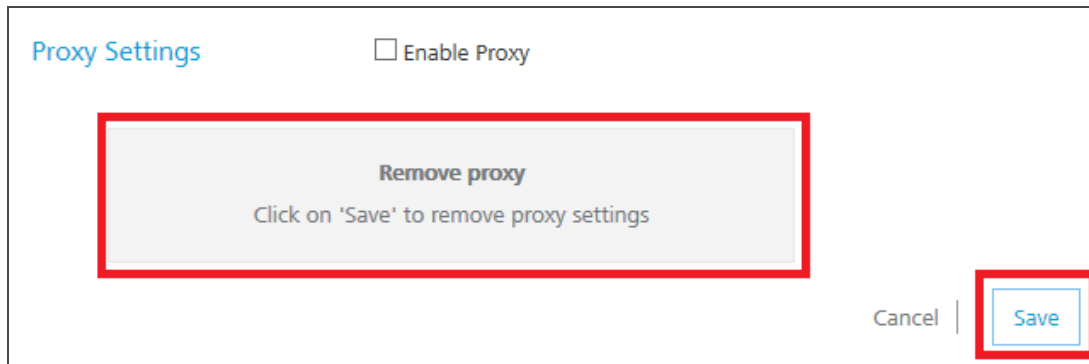 Proxy Settings
Enable Proxy
Remove proxy
Click on 'Save' to remove proxy settings
Cancel
Save